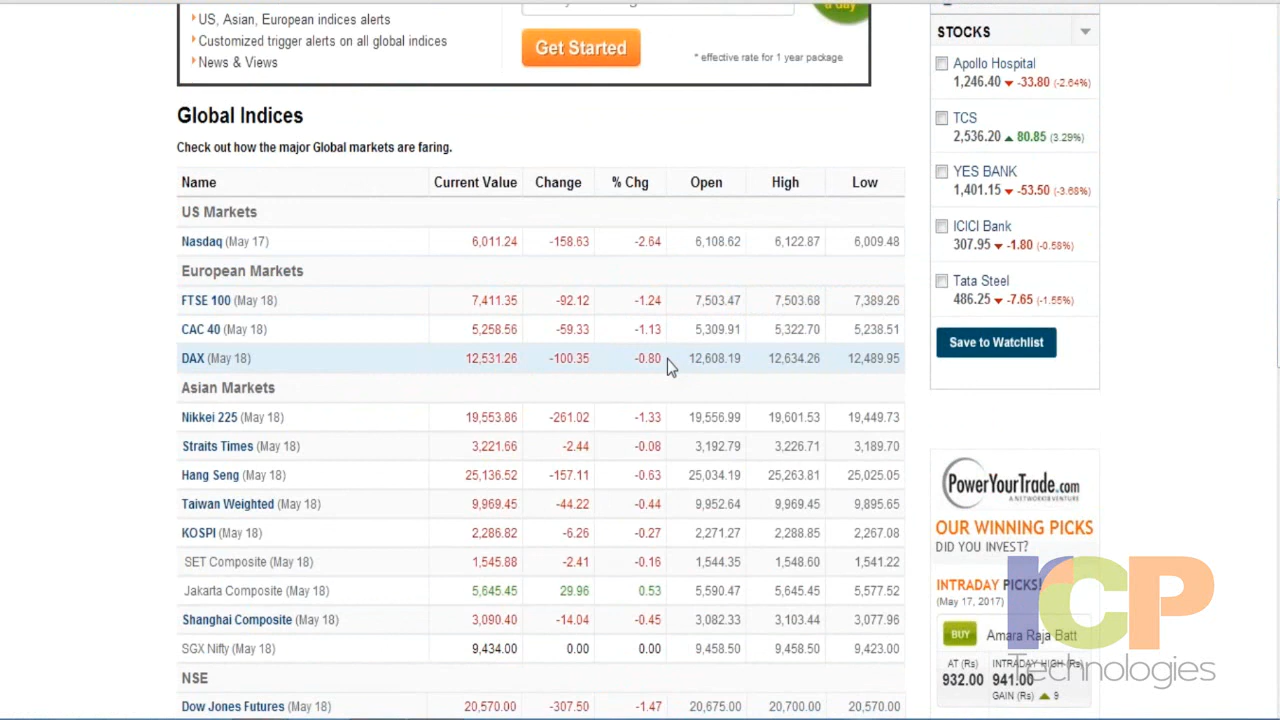 US, Asian, European indices alerts
Customized trigger alerts on all global indices
News & Views
Get Started
a day
* effective rate for 1 year package
Global Indices
Check out how the major Global markets are faring.
Name Current Value Change % Chg Open High Low
US Markets
Nasdaq (May 17) 6,011.24 -158.63 -2.64 6,108.62 6,122.87 6,009.48
European Markets
FTSE 100 (May 18) 7,411.35 -92.12 -1.24 7,503.47 7,503.68 7,389.26
CAC 40 (May 18) 5,258.56 -59.33 -1.13 5,309.91 5,322.70 5,238.51
DAX (May 18) 12,531.26 -100.35 -0.80 12,608.19 12,634.26 12,489.95
Asian Markets
Nikkei 225 (May 18) 19,553.86 -261.02 -1.33 19,556.99 19,601.53 19,449.73
Straits Times (May 18) 3,221.66 -2.44 -0.08 3,192.79 3,226.71 3,189.70
Hang Seng (May 18) 25,136.52 -157.11 -0.63 25,034.19 25,263.81 25,025.05
Taiwan Weighted (May 18) 9,969.45 -44.22 -0.44 9,952.64 9,969.45 9,895.65
KOSPI (May 18) 2,286.82 -6.26 -0.27 2,271.27 2,288.85 2,267.08
SET Composite (May 18) 1,545.88 -2.41 -0.16 1,544.35 1,548.60 1,541.22
Jakarta Composite (May 18) 5,645.45 29.96 0.53 5,590.47 5,645.45 5,577.52
Shanghai Composite (May 18) 3,090.40 -14.04 -0.45 3,082.33 3,103.44 3,077.96
SGX Nifty (May 18) 9,434.00 0.00 0.00 9,458.50 9,458.50 9,423.00
NSE
Dow Jones Futures (May 18) 20,570.00 -307.50 -1.47 20,675.00 20,700.00 20,570.00
STOCKS
Apollo Hospital
1,246.40 -33.80 (-2.64%)
TCS
2,536.20 80.85 (3.29%)
YES BANK
1,401.15 -53.50 (-3.68%)
ICICI Bank
307.95 -1.80 (-0.58%)
Tata Steel
486.25 -7.65 (-1.55%)
Save to Watchlist
PowerYourTrade.com
A NETWORK18 VENTURE
OUR WINNING PICKS
DID YOU INVEST?
INTRADAY PICKS!
(May 17, 2017)
BUY Amara Raja Batt
AT (Rs) INTRADAY HIGH (Rs)
932.00 941.00
GAIN (Rs) 9
ICP
Technologies